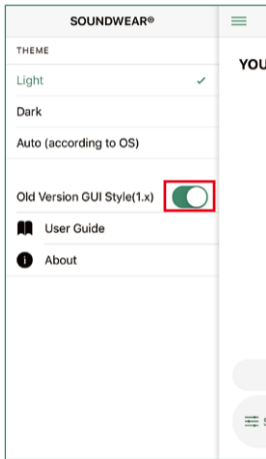 SOUNDWEAR®
THEME
YOU
Light
Dark
Auto (according to OS)
Old Version GUI Style(1.x)
User Guide
About
S